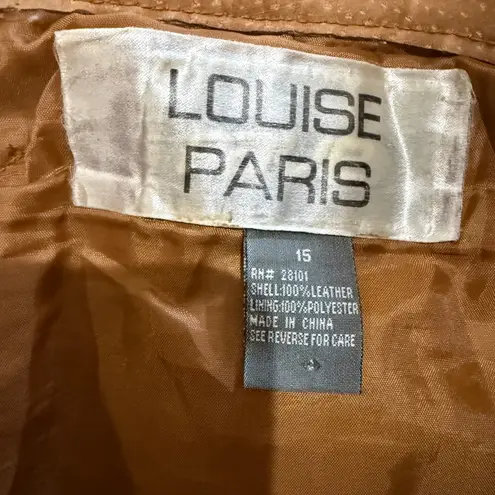 LOUISE
PARIS
15
RN# 28101
SHELL:100%LEATHER
LINING:100%POLYESTER
MADE IN CHINA
SEE REVERSE FOR CARE